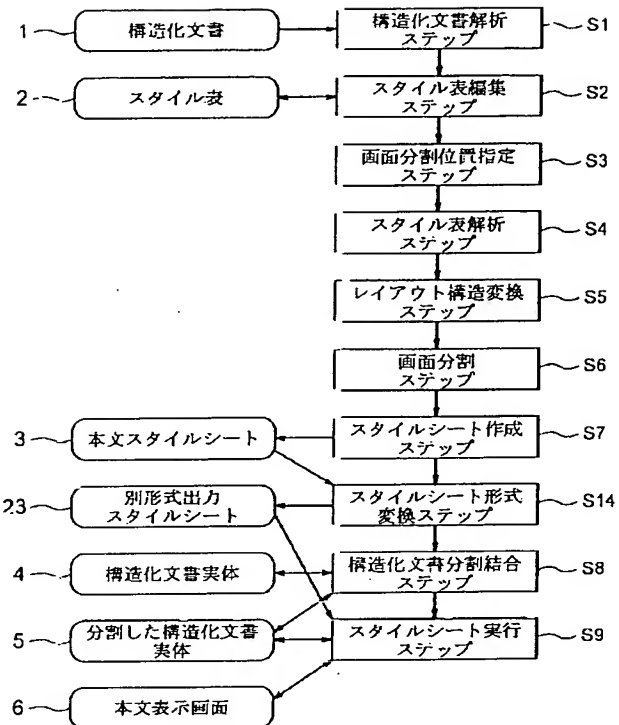 1
構造化文書
構造化文書解析
ステップ
S1
2
スタイル表
スタイル表編集
ステップ
S2
画面分割位置指定
ステップ
S3
スタイル表解析
ステップ
S4
レイアウト構造変換
ステップ
S5
画面分割
ステップ
S6
3
本文スタイルシート
スタイルシート作成
ステップ
S7
23
別形式出力
スタイルシート
スタイルシート形式
変換ステップ
S14
4
構造化文書実体
構造化文書分割結合
ステップ
S8
5
分割した構造化文書
実体
スタイルシート実行
ステップ
S9
6
本文表示画面